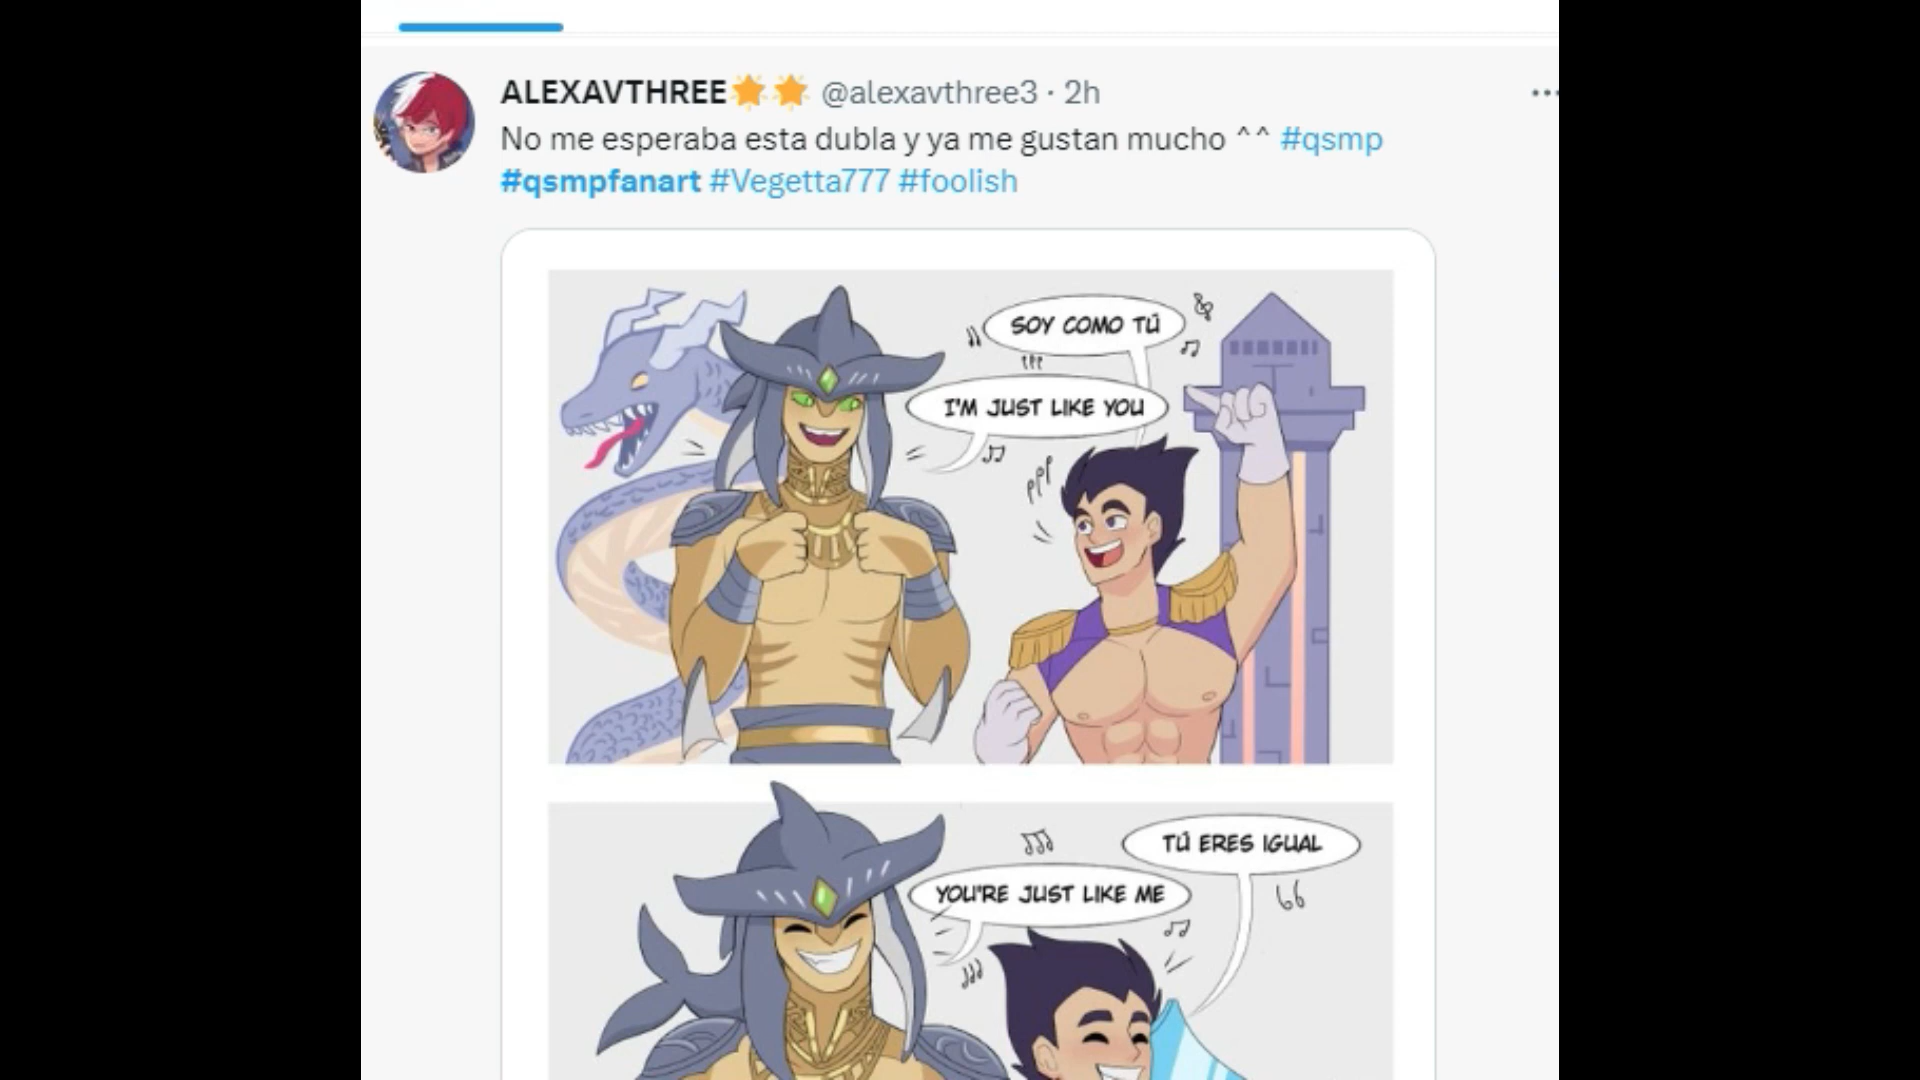 ALEXAVTHREE🌟🌟 @alexavthree3 · 2h
No me esperaba esta dubla y ya me gustan mucho ^^ #qsmp
#qsmpfanart #Vegetta777 #foolish
SOY COMO TÚ
I'M JUST LIKE YOU
TÚ ERES IGUAL
YOU'RE JUST LIKE ME